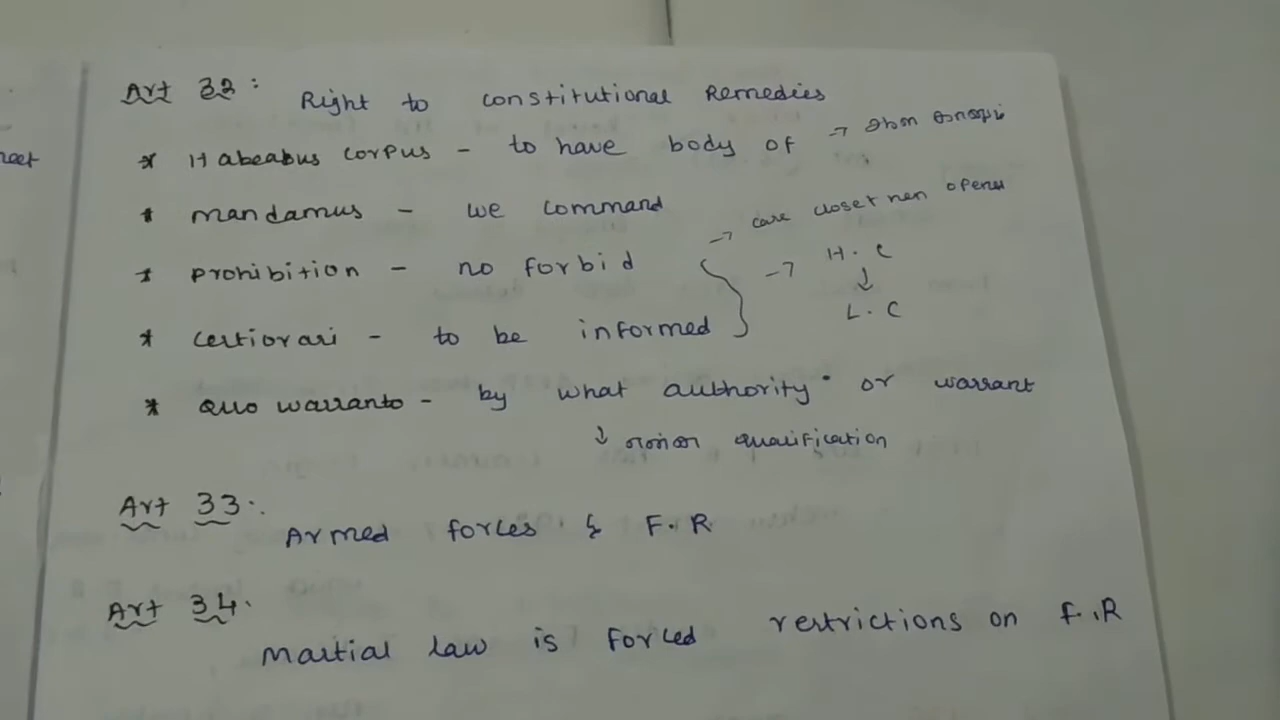 Art 32:
Right to constitutional Remedies
* Habeabus corpus - to have body of →
* mandamus - we command
→ case closet nen openu
* prohibition - no forbid
→ H.C
↓
L.C
* certiorari - to be informed
* Quo warranto - by what authority or warrant
↓ qualification
Art 33:
Armed forces & F.R
Art 34.
Martial law is forced restrictions on F.R